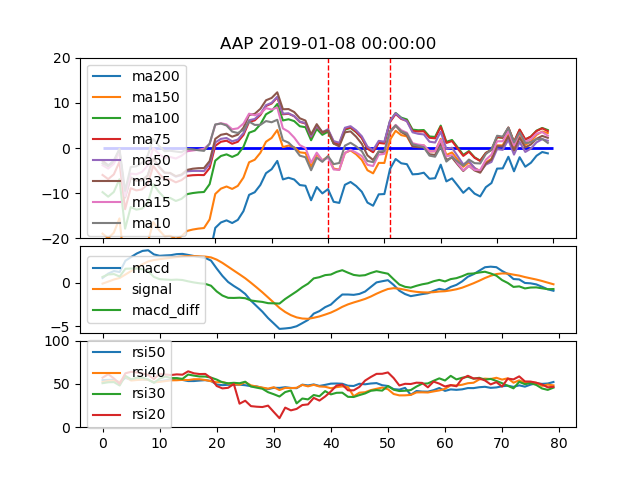 AAP 2019-01-08 00:00:00
20
10
0
−10
−20
ma200
ma150
ma100
ma75
ma50
ma35
ma15
ma10
0
−5
macd
signal
macd_diff
100
50
0
rsi50
rsi40
rsi30
rsi20
0 10 20 30 40 50 60 70 80